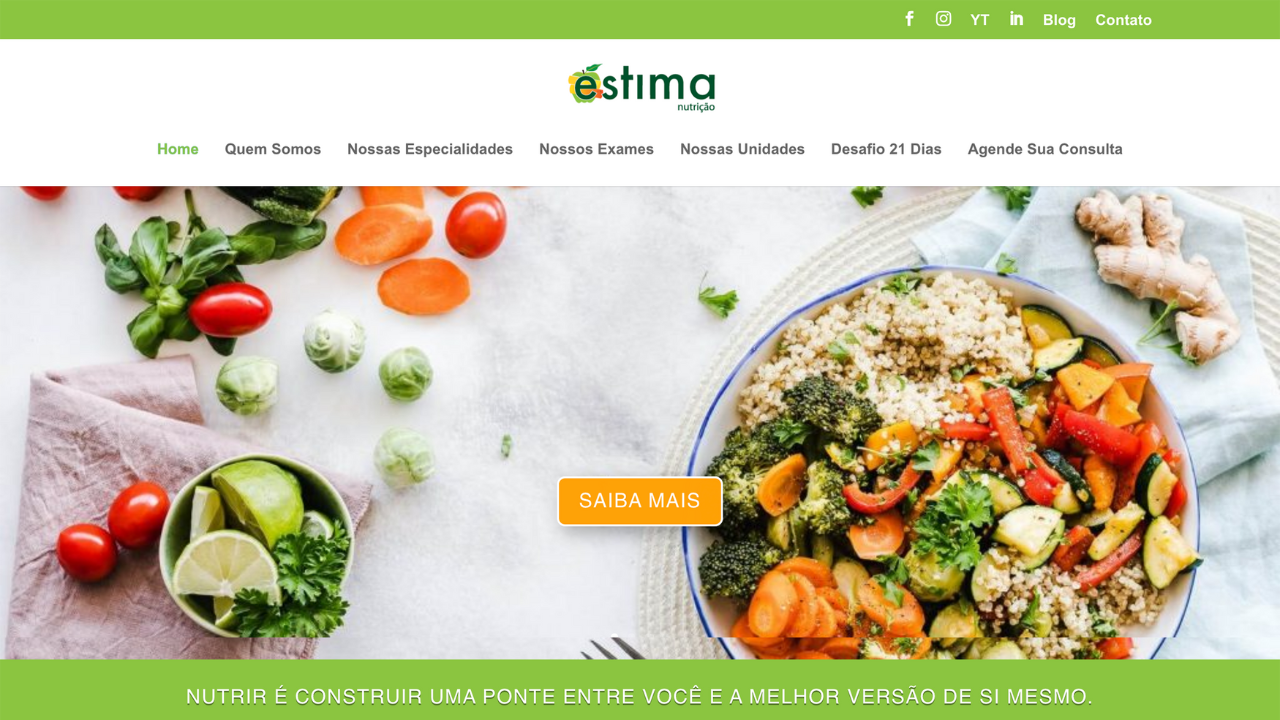 YT Blog Contato
estima
nutrição
Home Quem Somos Nossas Especialidades Nossos Exames Nossas Unidades Desafio 21 Dias Agende Sua Consulta
SAIBA MAIS
NUTRIR É CONSTRUIR UMA PONTE ENTRE VOCÊ E A MELHOR VERSÃO DE SI MESMO.